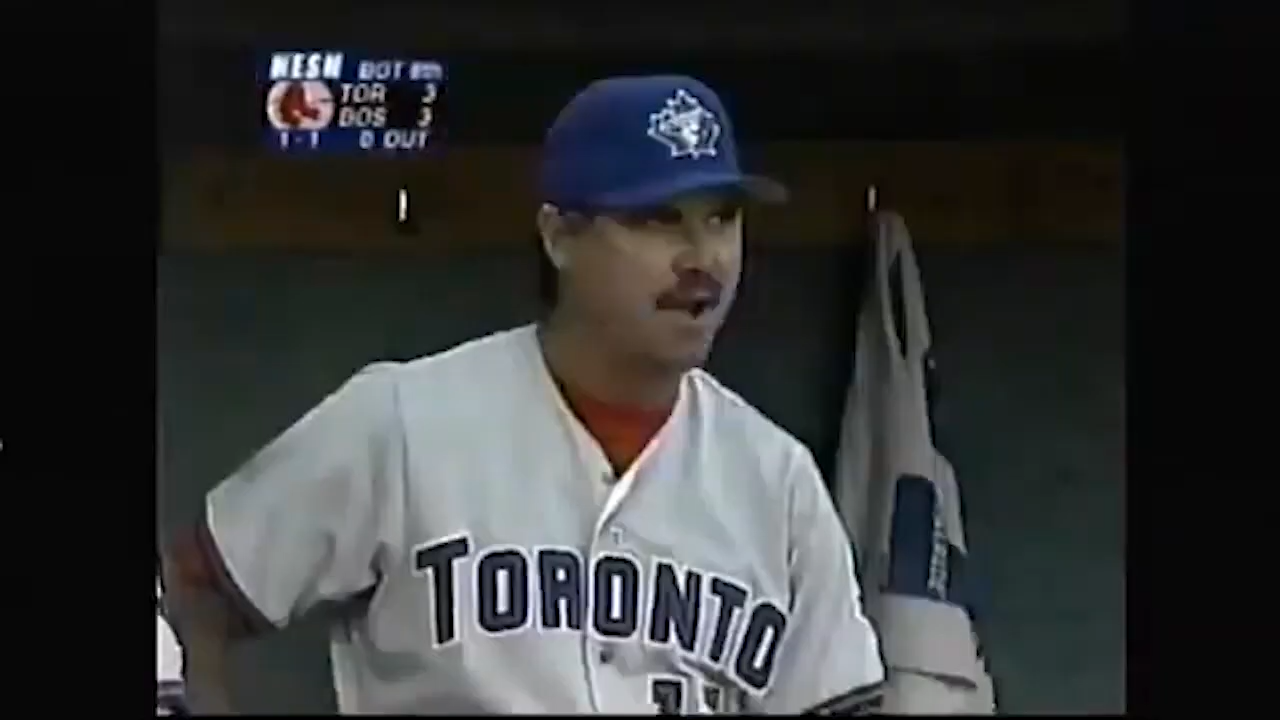 NESN BOT 8th
TOR 3
BOS 3
1-1 0 OUT
TORONTO